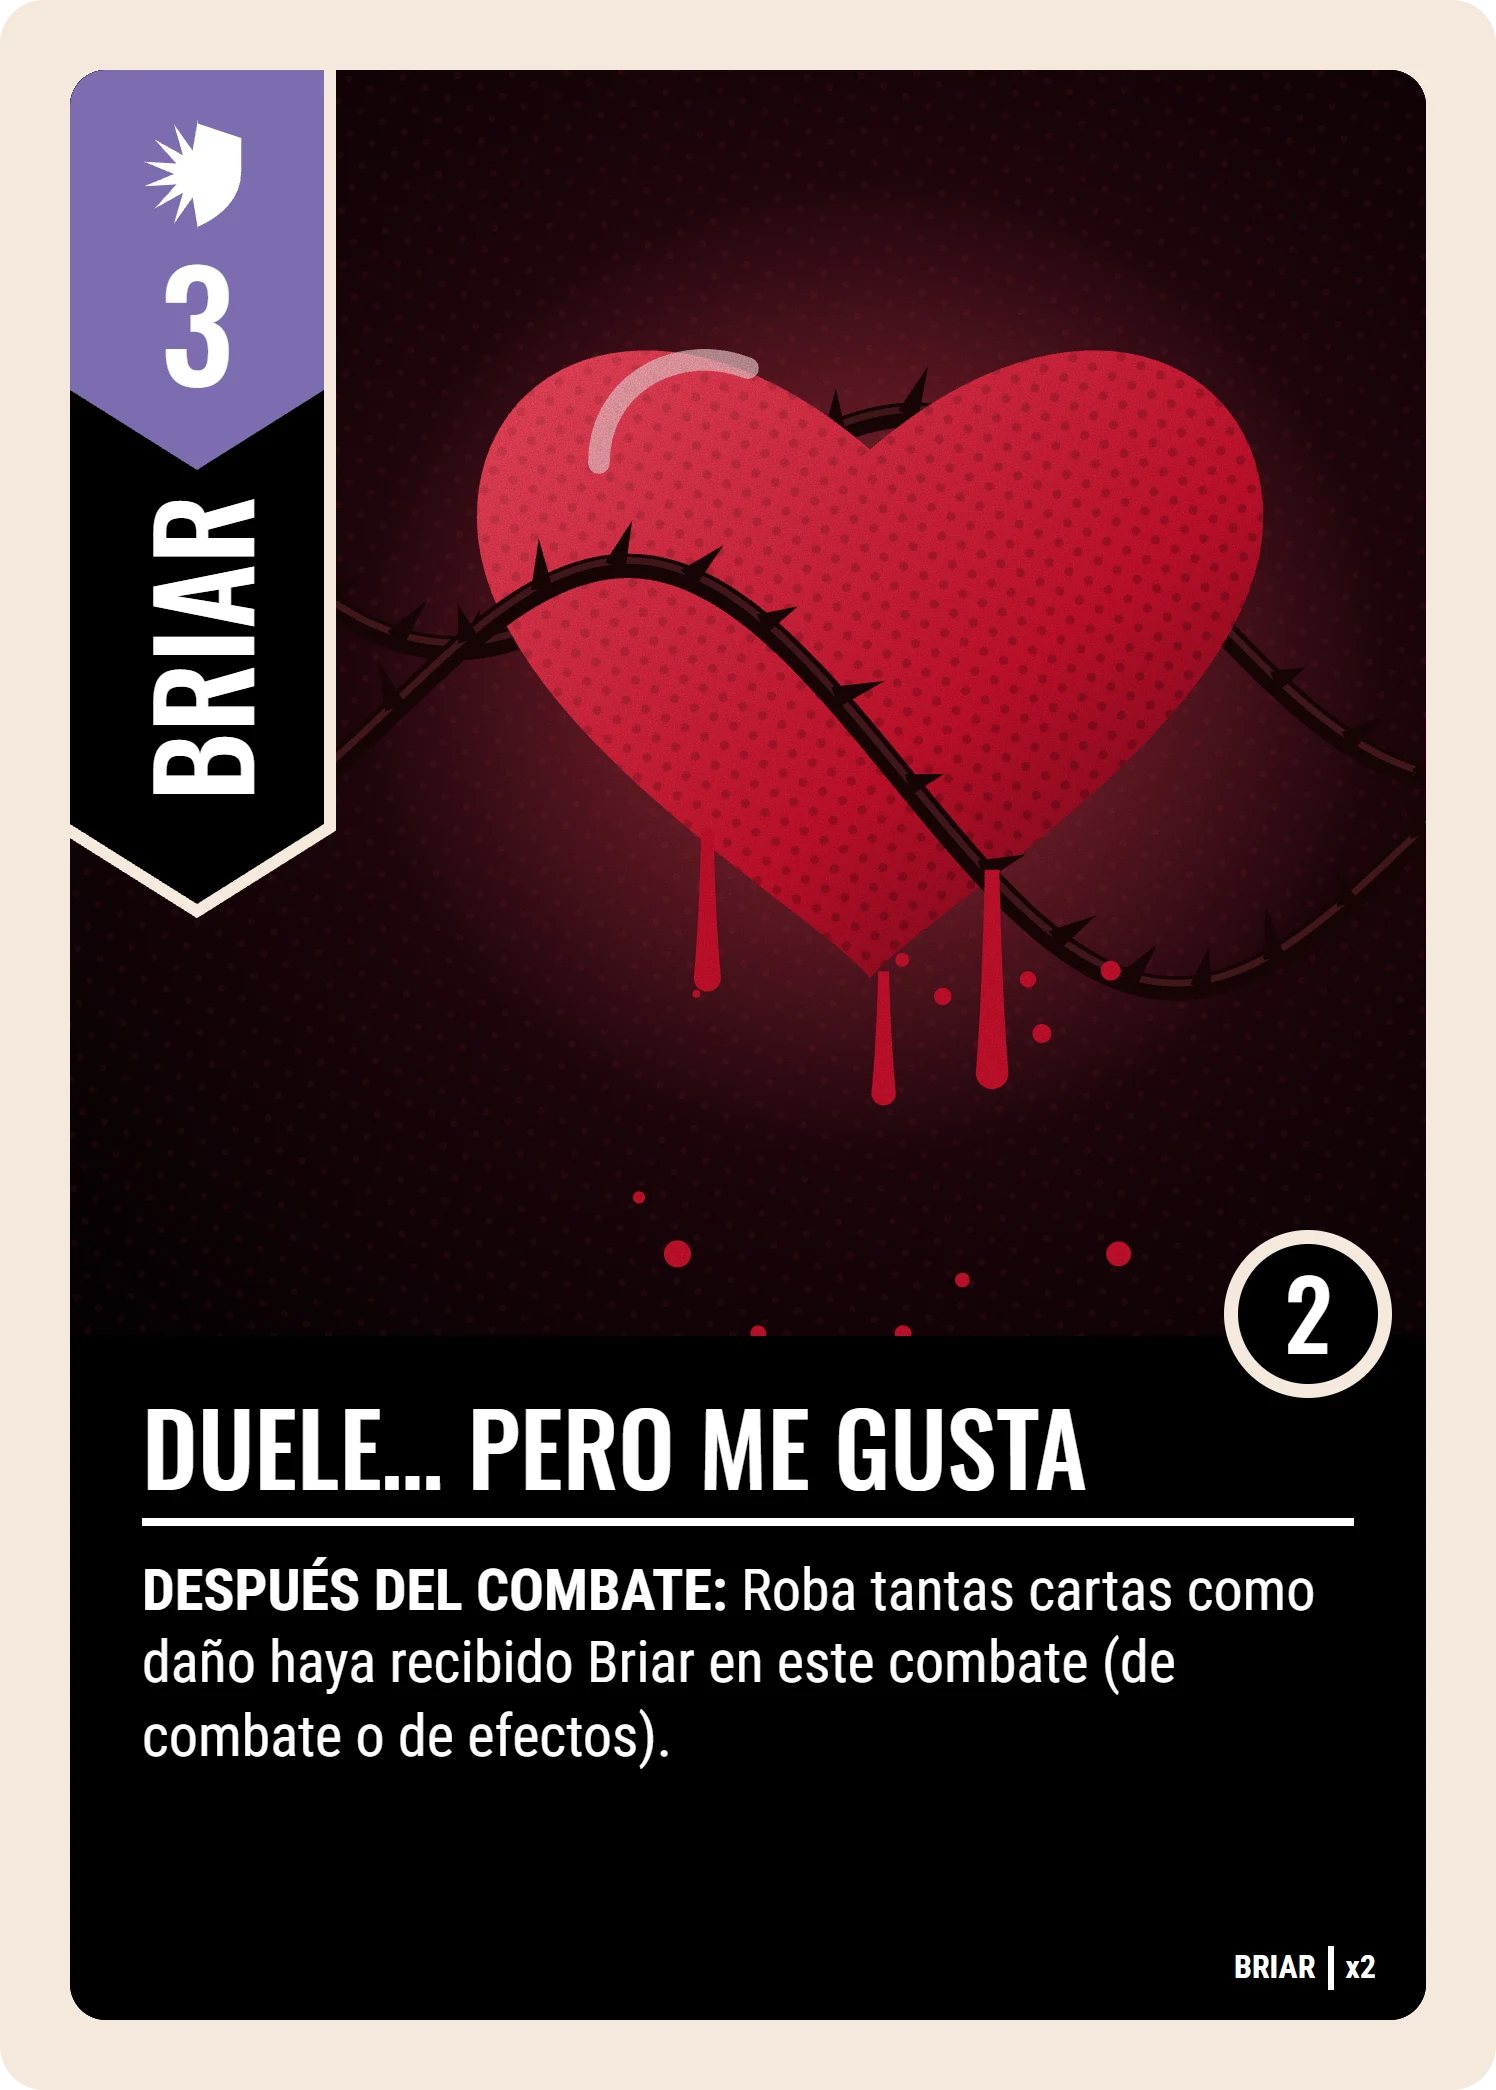 3
BRIAR
2
DUELE... PERO ME GUSTA
DESPUÉS DEL COMBATE: Roba tantas cartas como
daño haya recibido Briar en este combate (de
combate o de efectos).
BRIAR | x2